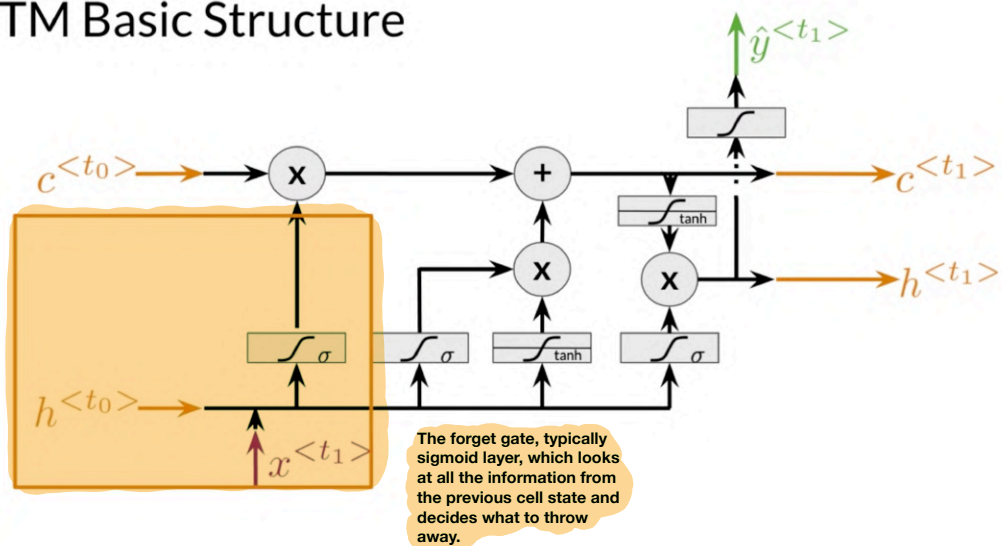 TM Basic Structure
ŷ<t₁>
c<t₀>
x
+
c<t₁>
tanh
x
x
h<t₁>
σ
σ
tanh
σ
h<t₀>
x<t₁>
The forget gate, typically
sigmoid layer, which looks
at all the information from
the previous cell state and
decides what to throw
away.